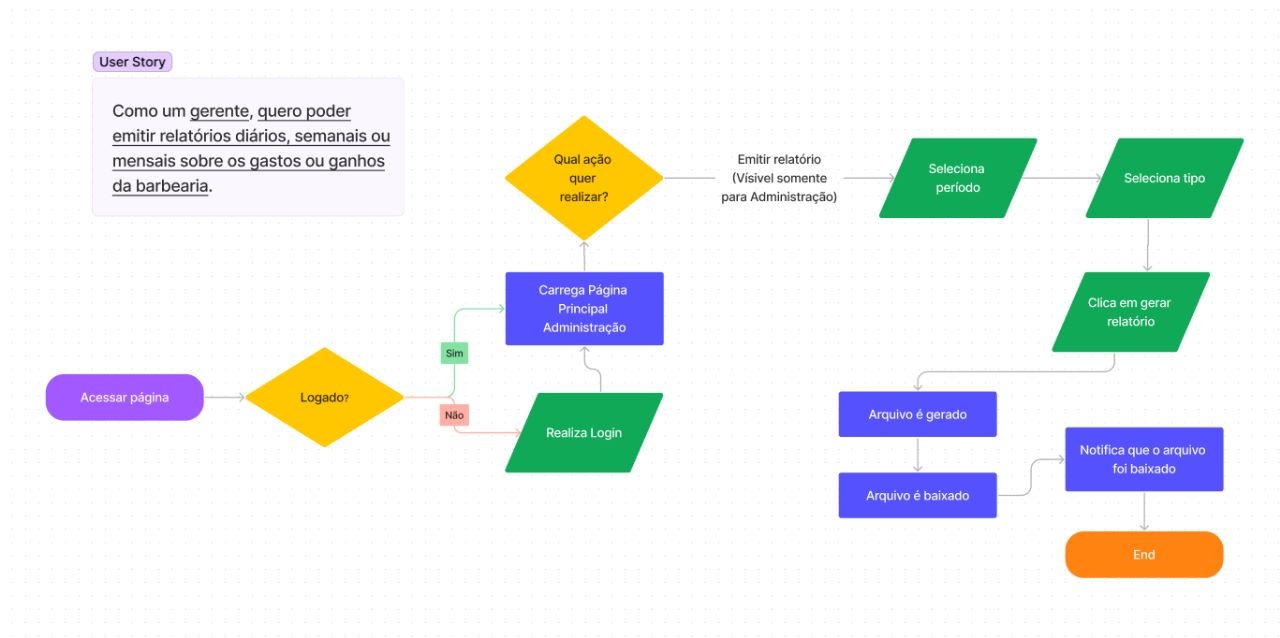 User Story
Como um gerente, quero poder
emitir relatórios diários, semanais ou
mensais sobre os gastos ou ganhos
da barbearia.
Acessar página
Logado?
Sim
Não
Realiza Login
Carrega Página
Principal
Administração
Qual ação
quer
realizar?
Emitir relatório
(Vísivel somente
para Administração)
Seleciona
período
Seleciona tipo
Clica em gerar
relatório
Arquivo é gerado
Arquivo é baixado
Notifica que o arquivo
foi baixado
End